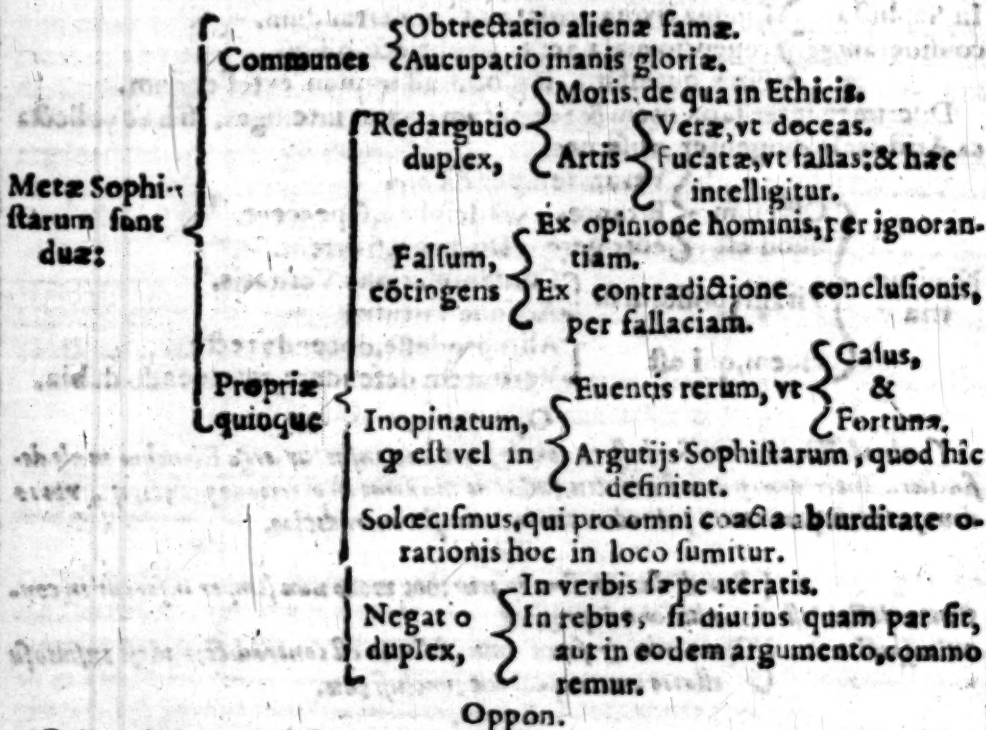 Metæ Sophi-
ſtarum ſunt
duæ:
Communes
Obtrectatio alienæ famæ.
Aucupatio inanis gloriæ.
Propriæ
quinque
Redargutio
duplex,
Moris, de qua in Ethicis.
Artis
Veræ, vt doceas.
Fucatæ, vt fallas: & hæc
intelligitur.
Falſum,
cõtingens
Ex opinione hominis, per ignoran-
tiam.
Ex contradictione concluſionis,
per fallaciam.
Inopinatum,
ꝙ eſt vel in
Euentis rerum, vt
Caſus,
&
Fortuna.
Argutijs Sophiſtarum, quod hic
definitur.
Solœciſmus, qui pro omni coacta abſurditate o-
rationis hoc in loco ſumitur.
Negatio
duplex,
In verbis ſæpe iteratis.
In rebus, ſi diutius quam par ſit,
aut in eodem argumento, commo
remur.
Oppon.